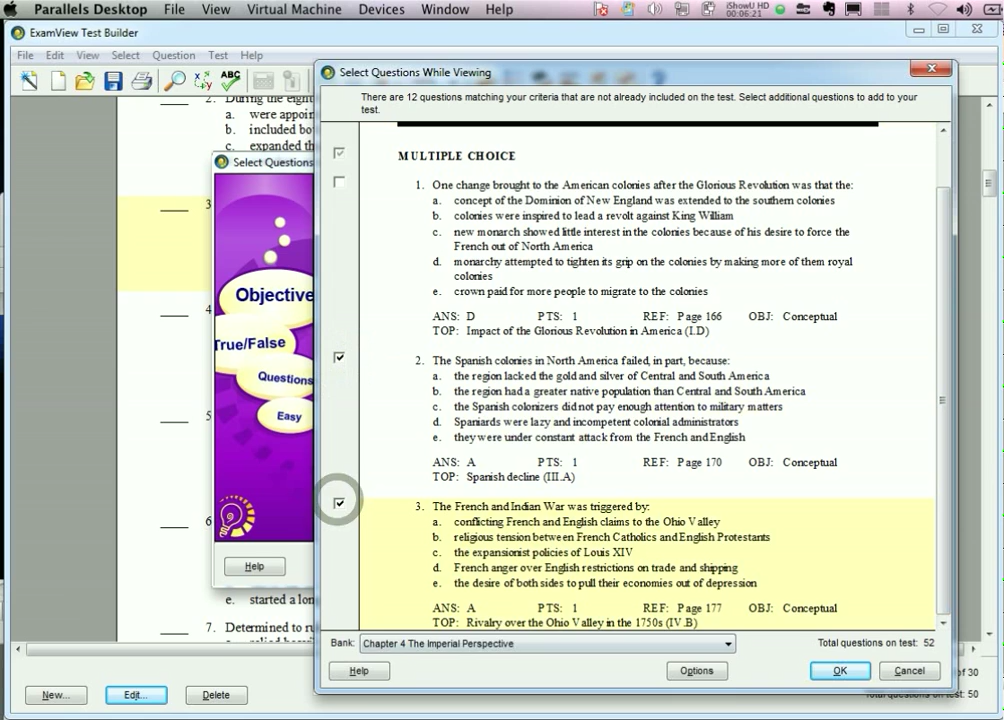 Parallels Desktop File View Virtual Machine Devices Window Help iShowU HD
00:06:21
ExamView Test Builder
File Edit View Select Question Test Help
ABC
2. During the eight
a. were appoin
b. included bo
c. expanded th
3
4
5
6
e. started a lon
7. Determined to ru
Select Questions
Objective
True/False
Questions
Easy
Help
Select Questions While Viewing
There are 12 questions matching your criteria that are not already included on the test. Select additional questions to add to your
test.
MULTIPLE CHOICE
1. One change brought to the American colonies after the Glorious Revolution was that the:
a. concept of the Dominion of New England was extended to the southern colonies
b. colonies were inspired to lead a revolt against King William
c. new monarch showed little interest in the colonies because of his desire to force the
French out of North America
d. monarchy attempted to tighten its grip on the colonies by making more of them royal
colonies
e. crown paid for more people to migrate to the colonies
ANS: D PTS: 1 REF: Page 166 OBJ: Conceptual
TOP: Impact of the Glorious Revolution in America (I.D)
2. The Spanish colonies in North America failed, in part, because:
a. the region lacked the gold and silver of Central and South America
b. the region had a greater native population than Central and South America
c. the Spanish colonizers did not pay enough attention to military matters
d. Spaniards were lazy and incompetent colonial administrators
e. they were under constant attack from the French and English
ANS: A PTS: 1 REF: Page 170 OBJ: Conceptual
TOP: Spanish decline (III.A)
3. The French and Indian War was triggered by:
a. conflicting French and English claims to the Ohio Valley
b. religious tension between French Catholics and English Protestants
c. the expansionist policies of Louis XIV
d. French anger over English restrictions on trade and shipping
e. the desire of both sides to pull their economies out of depression
ANS: A PTS: 1 REF: Page 177 OBJ: Conceptual
TOP: Rivalry over the Ohio Valley in the 1750s (IV.B)
Bank: Chapter 4 The Imperial Perspective Total questions on test: 52
Help Options OK Cancel
New... Edit... Delete
of 30
Total questions on test: 50